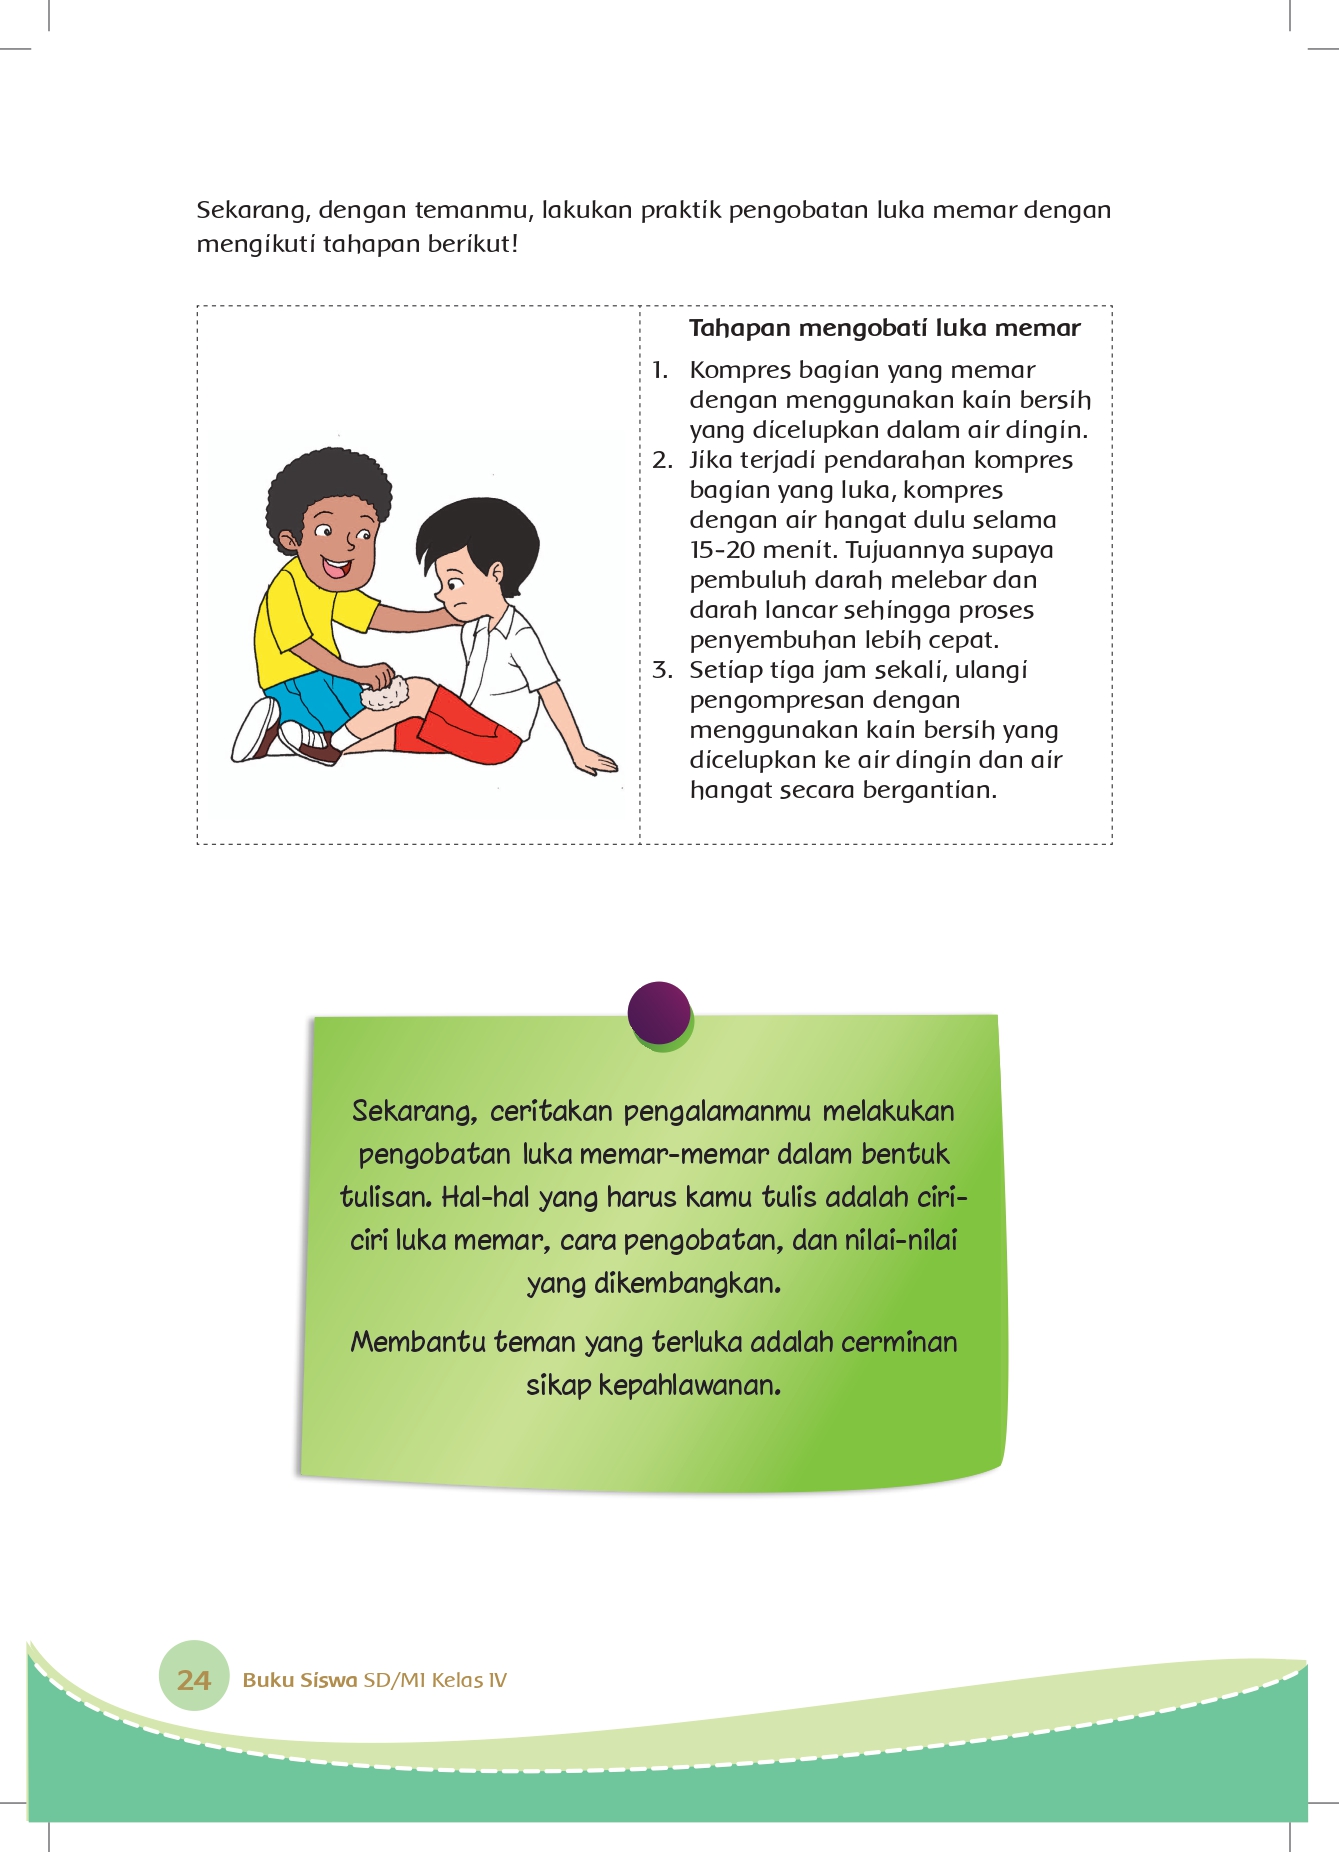 Sekarang, dengan temanmu, lakukan praktik pengobatan luka memar dengan
mengikuti tahapan berikut!
Tahapan mengobati luka memar
1. Kompres bagian yang memar
dengan menggunakan kain bersih
yang dicelupkan dalam air dingin.
2. Jika terjadi pendarahan kompres
bagian yang luka, kompres
dengan air hangat dulu selama
15-20 menit. Tujuannya supaya
pembuluh darah melebar dan
darah lancar sehingga proses
penyembuhan lebih cepat.
3. Setiap tiga jam sekali, ulangi
pengompresan dengan
menggunakan kain bersih yang
dicelupkan ke air dingin dan air
hangat secara bergantian.
Sekarang, ceritakan pengalamanmu melakukan
pengobatan luka memar-memar dalam bentuk
tulisan. Hal-hal yang harus kamu tulis adalah ciri-
ciri luka memar, cara pengobatan, dan nilai-nilai
yang dikembangkan.
Membantu teman yang terluka adalah cerminan
sikap kepahlawanan.
24 Buku Siswa SD/MI Kelas IV